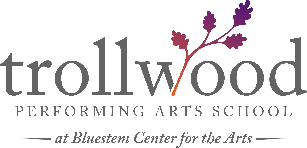 trollwood
PERFORMING ARTS SCHOOL
at Bluestem Center for the Arts